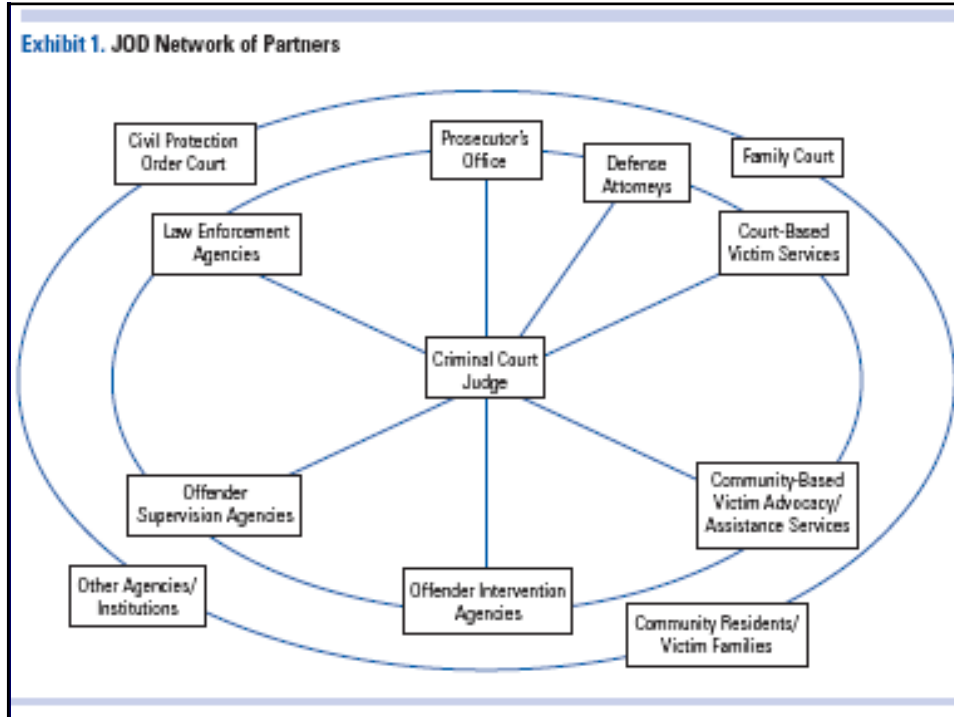 Exhibit 1. JOD Network of Partners
Civil Protection
Order Court
Prosecutor's
Office
Defense
Attorneys
Family Court
Law Enforcement
Agencies
Court-Based
Victim Services
Criminal Court
Judge
Offender
Supervision Agencies
Community-Based
Victim Advocacy/
Assistance Services
Other Agencies/
Institutions
Offender Intervention
Agencies
Community Residents/
Victim Families